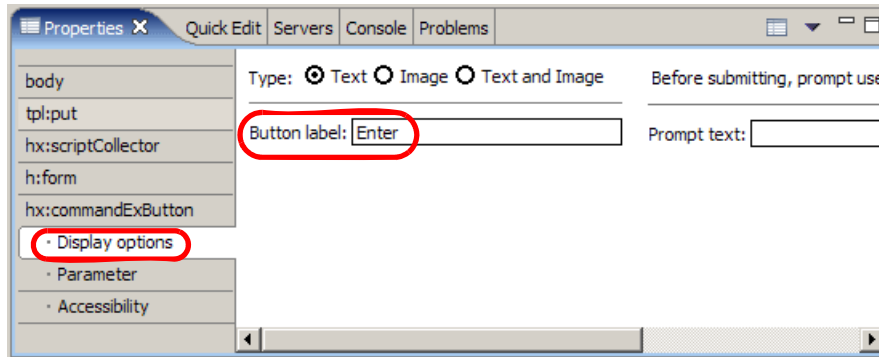 Properties Quick Edit Servers Console Problems
body
tpl:put
hx:scriptCollector
h:form
hx:commandExButton
· Display options
· Parameter
· Accessibility
Type: Text Image Text and Image
Button label: Enter
Before submitting, prompt use
Prompt text: